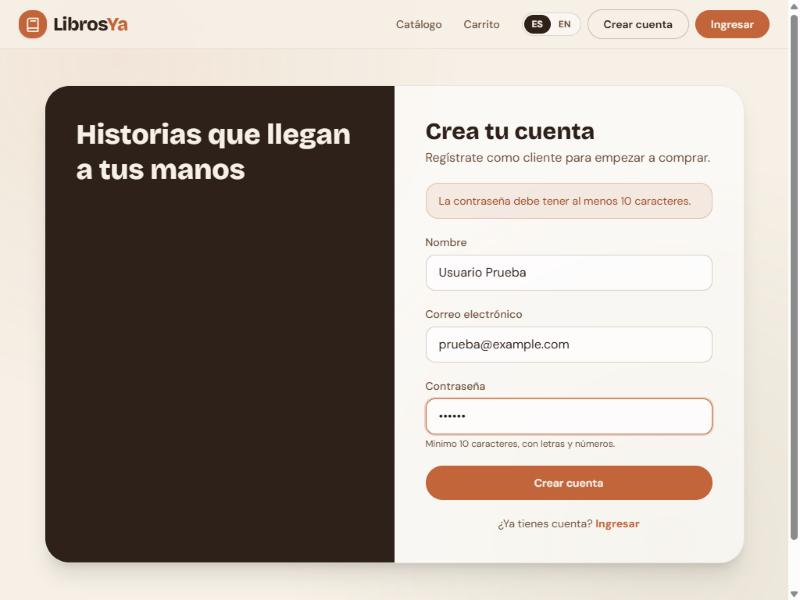 LibrosYa
Catálogo
Carrito
ES EN
Crear cuenta
Ingresar
Historias que llegan
a tus manos
Crea tu cuenta
Regístrate como cliente para empezar a comprar.
La contraseña debe tener al menos 10 caracteres.
Nombre
Usuario Prueba
Correo electrónico
prueba@example.com
Contraseña
••••••
Mínimo 10 caracteres, con letras y números.
Crear cuenta
¿Ya tienes cuenta? Ingresar